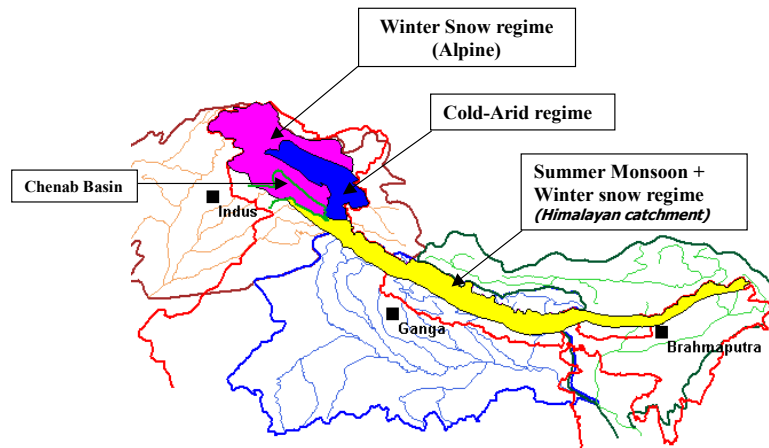 Winter Snow regime
(Alpine)
Cold-Arid regime
Summer Monsoon +
Winter snow regime
(Himalayan catchment)
Chenab Basin
Indus
Ganga
Brahmaputra